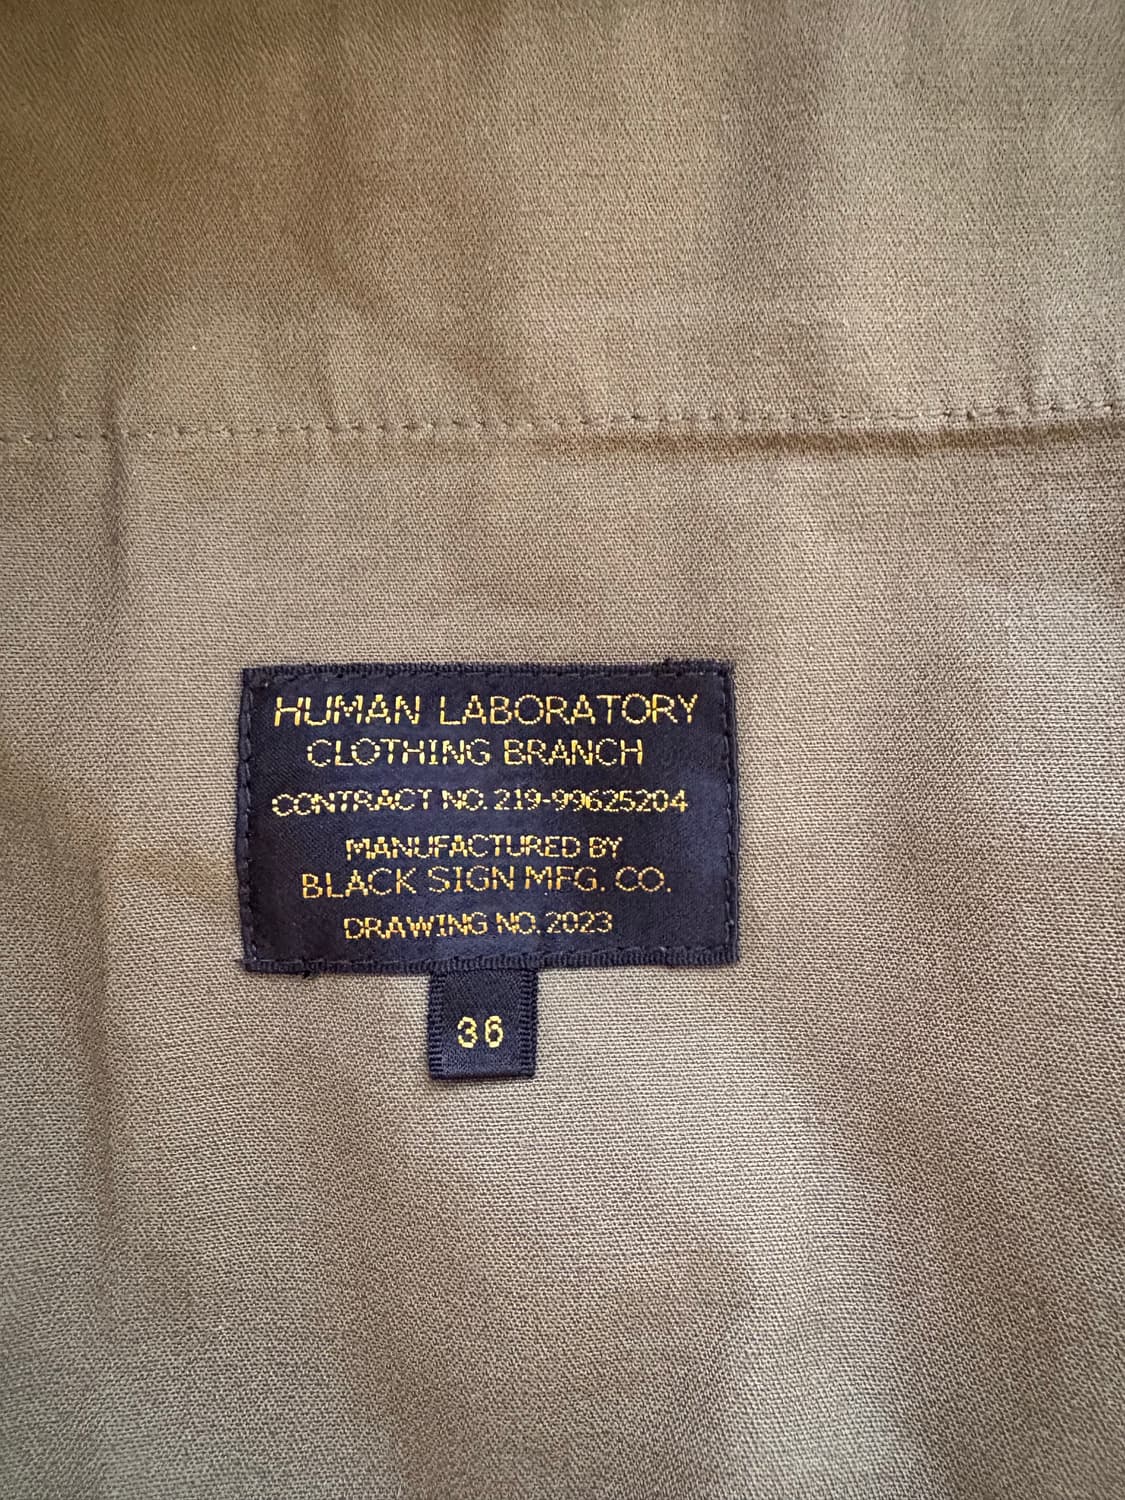 HUMAN LABORATORY
CLOTHING BRANCH
CONTRACT NO. 219-99625204
MANUFACTURED BY
BLACK SIGN MFG. CO.
DRAWING NO. 2023
36